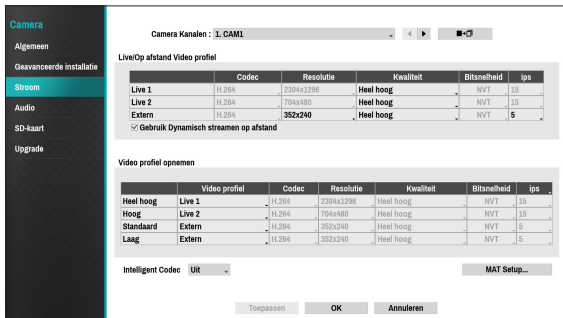 Camera
Algemeen
Geavanceerde installatie
Stroom
Audio
SD-kaart
Upgrade
Camera Kanalen : 1. CAM1
Live/Op afstand Video profiel
Codec Resolutie Kwaliteit Bitsnelheid ips
Live 1 H.264 2304x1296 Heel hoog NVT 15
Live 2 H.264 704x480 Heel hoog NVT 15
Extern H.264 352x240 Heel hoog NVT 5
Gebruik Dynamisch streamen op afstand
Video profiel opnemen
Video profiel Codec Resolutie Kwaliteit Bitsnelheid ips
Heel hoog Live 1 H.264 2304x1296 Heel hoog NVT 15
Hoog Live 2 H.264 704x480 Heel hoog NVT 15
Standaard Extern H.264 352x240 Heel hoog NVT 5
Laag Extern H.264 352x240 Heel hoog NVT 5
Intelligent Codec Uit MAT Setup...
Toepassen OK Annuleren